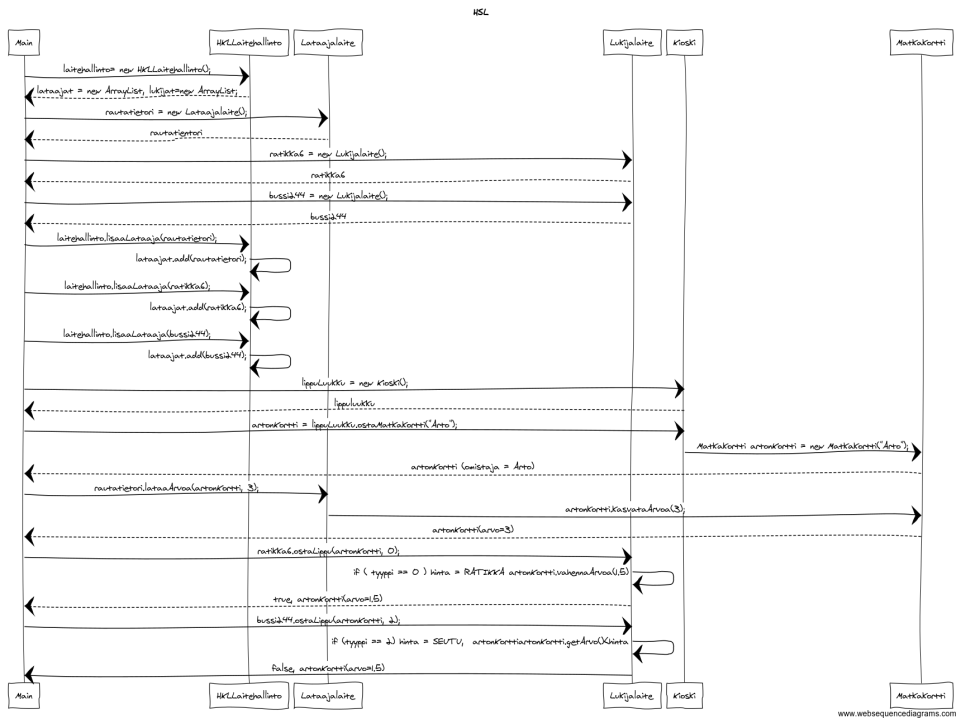 HSL
Main HKLLaitehallinto Lataajalaite Lukijalaite Kioski Matkakortti
laitehallinto= new HKLLaitehallinto();
lataajat = new ArrayList, lukijat=new ArrayList;
rautatietori = new Lataajalaite();
rautatientori
ratikka6 = new Lukijalaite();
ratikka6
bussi244 = new Lukijalaite();
bussi244
laitehallinto.lisaaLataaja(rautatietori);
lataajat.add(rautatietori);
laitehallinto.lisaaLataaja(ratikka6);
lataajat.add(ratikka6);
laitehallinto.lisaaLataaja(bussi244);
lataajat.add(bussi244);
lippuLuukku = new Kioski();
lippuluukku
artonKortti = lippuLuukku.ostaMatkaKortti("Arto");
MatkaKortti artonKortti = new MatkaKortti("Arto");
artonKortti (omistaja = Arto)
rautatietori.lataaArvoa(artonKortti, 3);
artonKortti.kasvataArvoa(3);
artonKortti(arvo=3)
ratikka6.ostaLippu(artonKortti, 0);
if ( tyyppi == 0 ) hinta = RATIKKA artonKortti.vahennaArvoa(1,5)
true, artonKortti(arvo=1,5)
bussi244.ostaLippu(artonKortti, 2);
if (tyyppi == 2) hinta = SEUTU, artonkorttiartonKortti.getArvo()<hinta
false, artonKortti(arvo=1,5)
Main HKLLaitehallinto Lataajalaite Lukijalaite Kioski Matkakortti
www.websequencediagrams.com